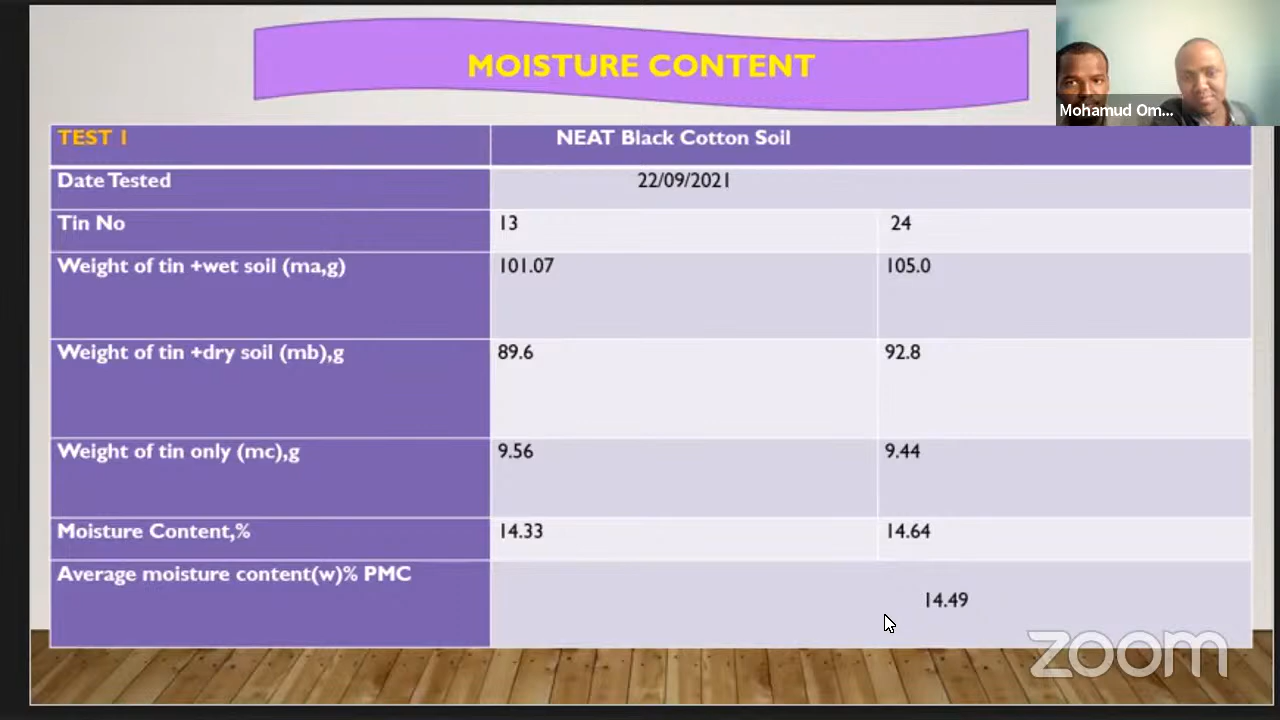 MOISTURE CONTENT
Mohamud Om...
TEST 1 NEAT Black Cotton Soil
Date Tested 22/09/2021
Tin No 13 24
Weight of tin +wet soil (ma,g) 101.07 105.0
Weight of tin +dry soil (mb),g 89.6 92.8
Weight of tin only (mc),g 9.56 9.44
Moisture Content,% 14.33 14.64
Average moisture content(w)% PMC 14.49
zoom